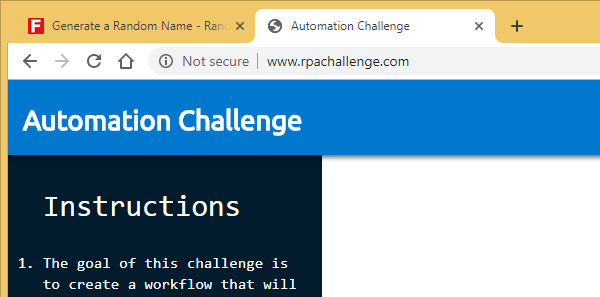 F Generate a Random Name - Ran
Automation Challenge
Not secure www.rpachallenge.com
Automation Challenge
Instructions
1. The goal of this challenge is
to create a workflow that will